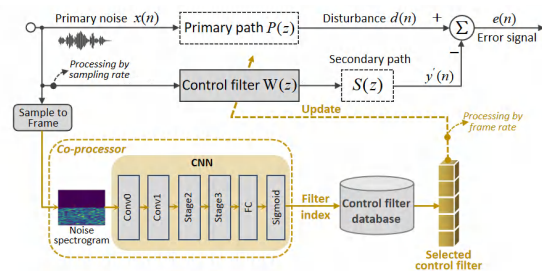 Primary noise x(n)
Primary path P(z)
Disturbance d(n)
+
Σ
e(n)
Error signal
−
Processing by
sampling rate
Control filter W(z)
Secondary path
S(z)
y'(n)
Sample to
Frame
Update
Processing by
frame rate
Co-processor
CNN
Conv0
Conv1
Stage2
Stage3
FC
Sigmoid
Noise
spectrogram
Filter
index
Control filter
database
Selected
control filter